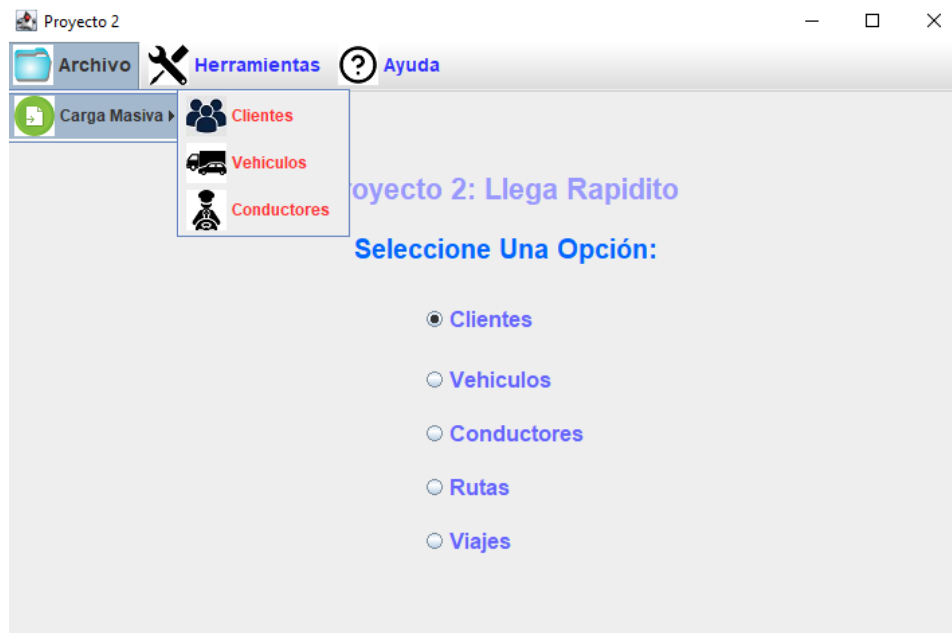 Proyecto 2
Archivo Herramientas Ayuda
Carga Masiva
Clientes
Vehiculos
Conductores
oyecto 2: Llega Rapidito
Seleccione Una Opción:
Clientes
Vehiculos
Conductores
Rutas
Viajes